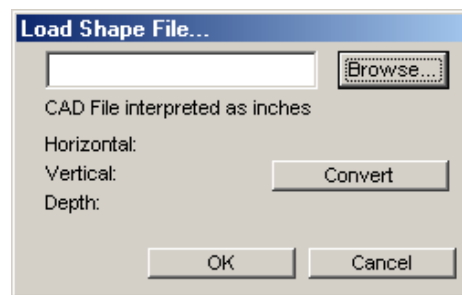 Load Shape File...
Browse...
CAD File interpreted as inches
Horizontal:
Vertical:
Convert
Depth:
OK Cancel